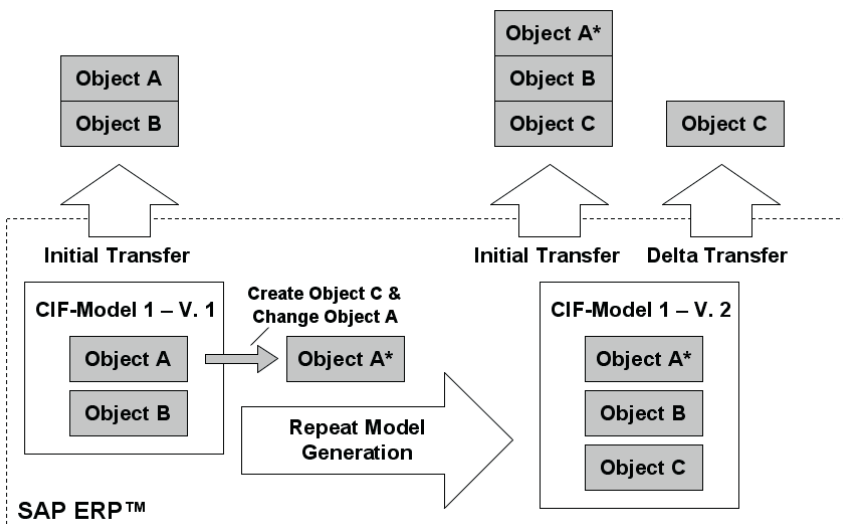 Object A
Object B
Object A*
Object B
Object C
Object C
Initial Transfer
Initial Transfer
Delta Transfer
CIF-Model 1 – V. 1
Object A
Object B
Create Object C &
Change Object A
Object A*
Repeat Model
Generation
CIF-Model 1 – V. 2
Object A*
Object B
Object C
SAP ERP™